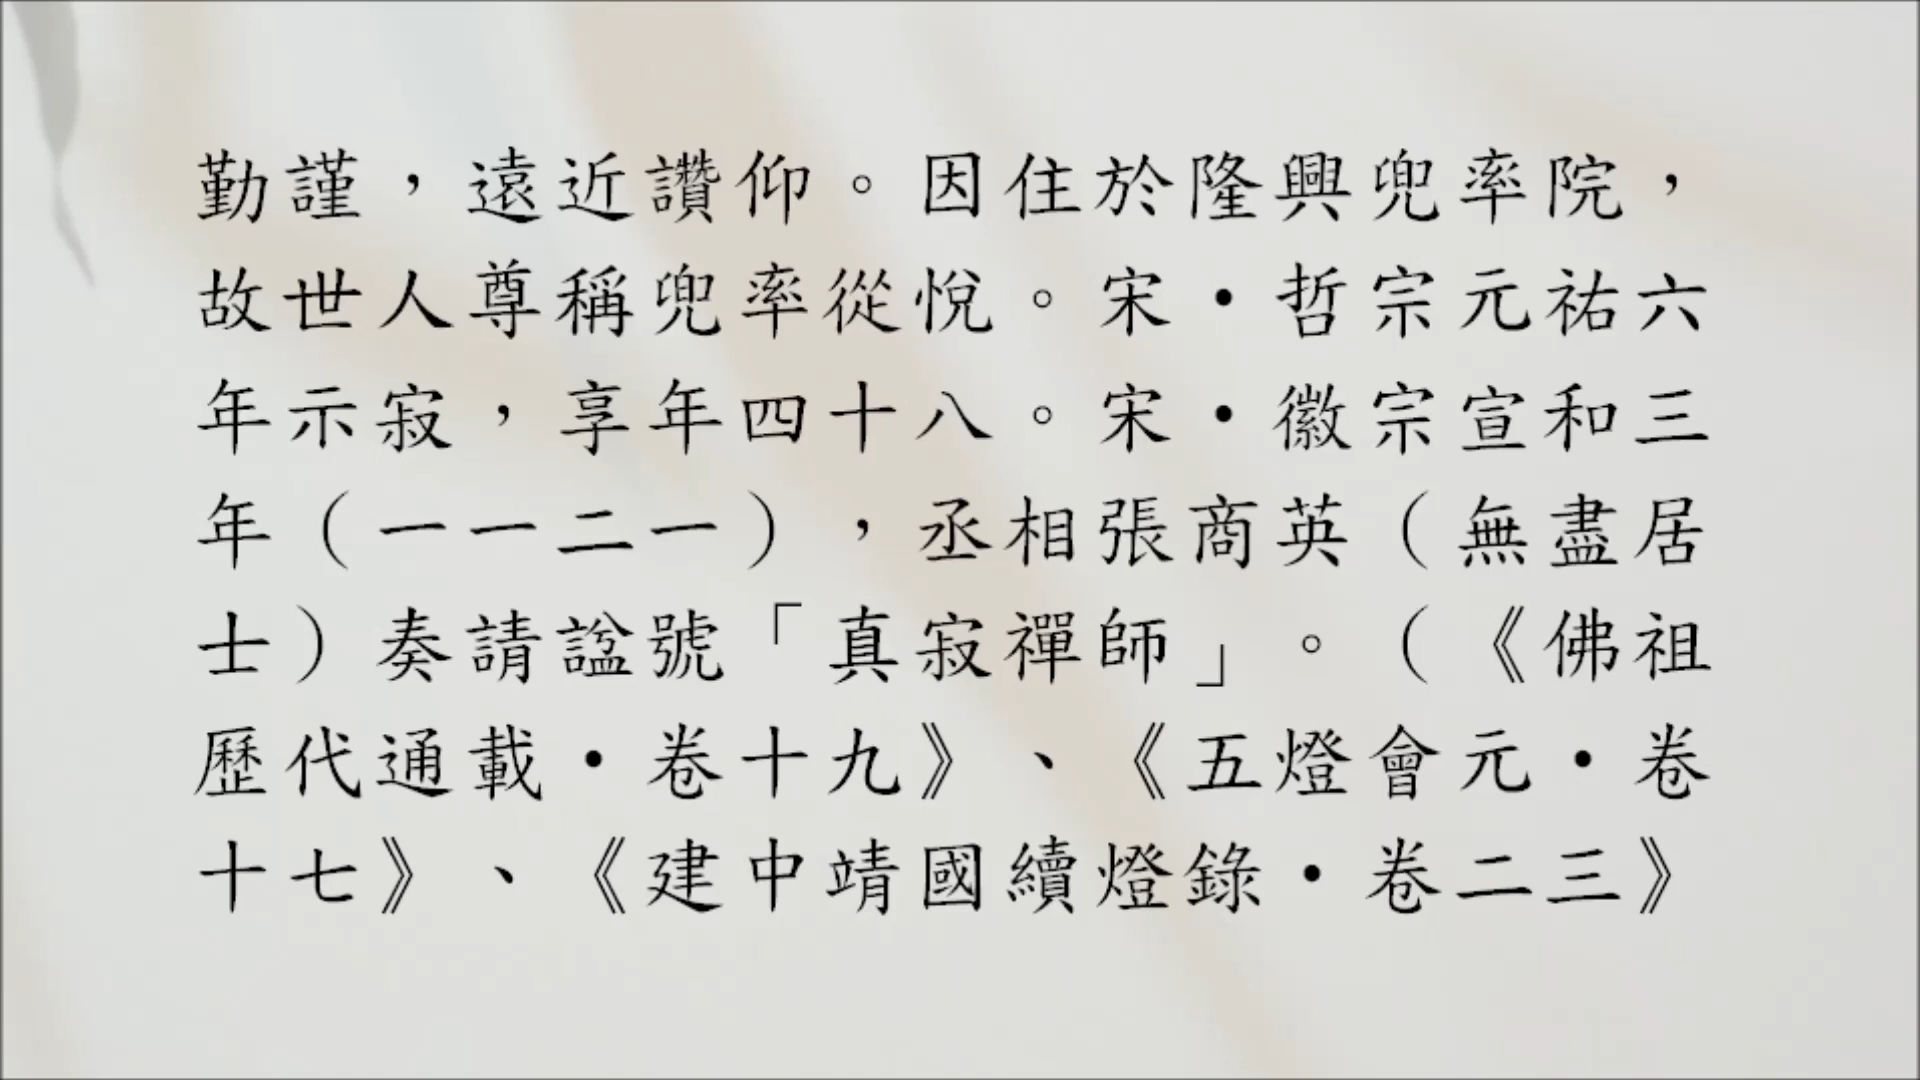 勤謹，遠近讚仰。因住於隆興兜率院，
故世人尊稱兜率從悅。宋・哲宗元祐六
年示寂，享年四十八。宋・徽宗宣和三
年（一一二一），丞相張商英（無盡居
士）奏請諡號「真寂禪師」。（《佛祖
歷代通載・卷十九》、《五燈會元・卷
十七》、《建中靖國續燈錄・卷二三》